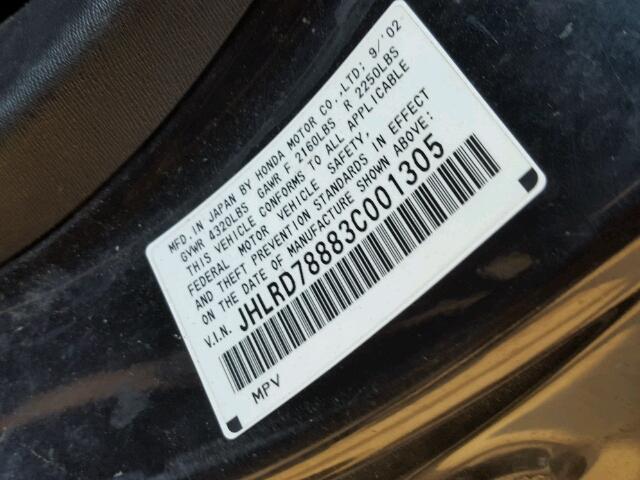 MFD. IN JAPAN BY HONDA MOTOR CO.,LTD; 9/'02
GVWR 4320LBS GAWR F 2160LBS R 2250LBS
THIS VEHICLE CONFORMS TO ALL APPLICABLE
FEDERAL MOTOR VEHICLE SAFETY,
AND THEFT PREVENTION STANDARDS IN EFFECT
ON THE DATE OF MANUFACTURE SHOWN ABOVE:
V.I.N. JHLRD78883C001305
MPV